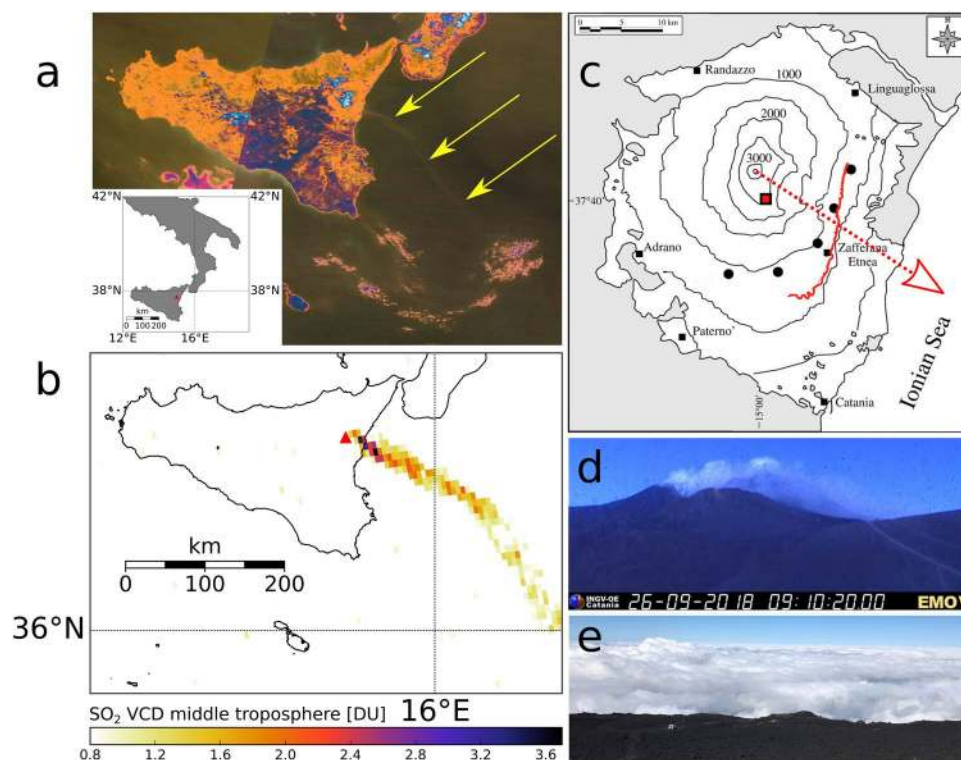 a
42°N
42°N
38°N
38°N
km
0 100 200
12°E
16°E
b
38°N
km
0
100
200
36°N
SO₂ VCD middle troposphere [DU]
16°E
0.8
1.2
1.6
2.0
2.4
2.8
3.2
3.6
c
0
5
10 km
N
Randazzo
1000
Linguaglossa
2000
3000
37°40'
Adrano
Zafferana
Etnea
Paterno'
15°00'
Catania
Ionian Sea
d
INGV-QE
Catania
26-09-2018 09:10:20.00
EMOV
e